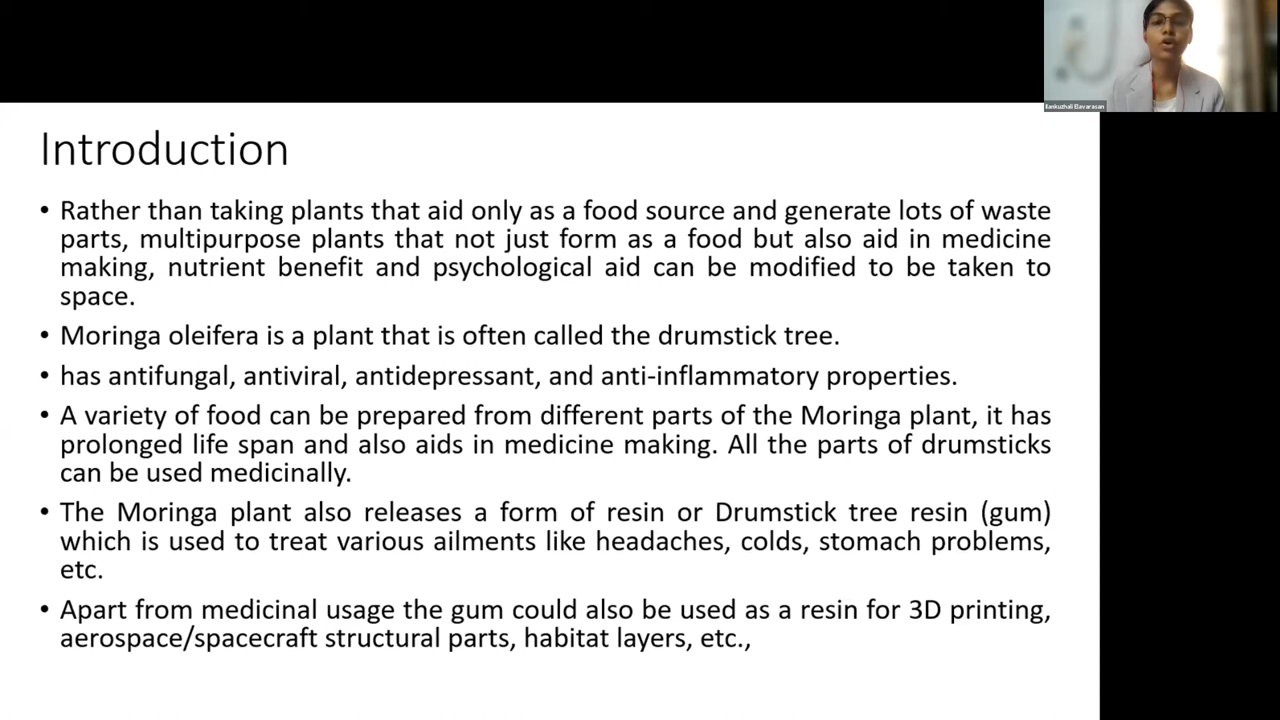 Ilankuzhali Elavarasan
Introduction
• Rather than taking plants that aid only as a food source and generate lots of waste
parts, multipurpose plants that not just form as a food but also aid in medicine
making, nutrient benefit and psychological aid can be modified to be taken to
space.
• Moringa oleifera is a plant that is often called the drumstick tree.
• has antifungal, antiviral, antidepressant, and anti-inflammatory properties.
• A variety of food can be prepared from different parts of the Moringa plant, it has
prolonged life span and also aids in medicine making. All the parts of drumsticks
can be used medicinally.
• The Moringa plant also releases a form of resin or Drumstick tree resin (gum)
which is used to treat various ailments like headaches, colds, stomach problems,
etc.
• Apart from medicinal usage the gum could also be used as a resin for 3D printing,
aerospace/spacecraft structural parts, habitat layers, etc.,